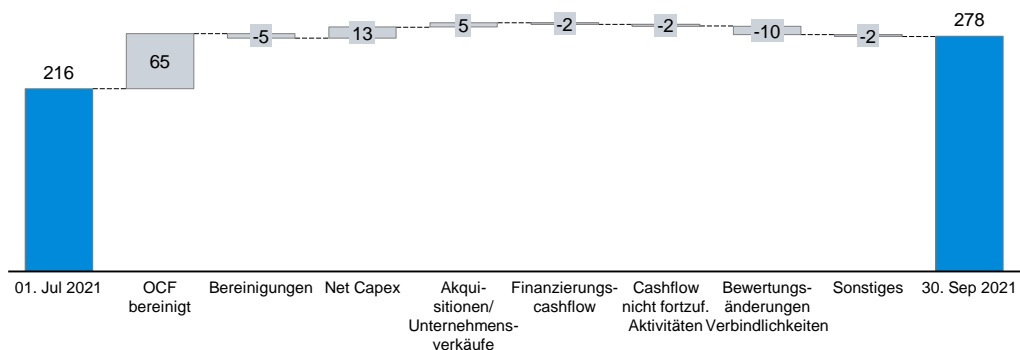 216
65
-5
13
5
-2
-2
-10
-2
278
01. Jul 2021
OCF
bereinigt
Bereinigungen
Net Capex
Akqui-
sitionen/
Unternehmens-
verkäufe
Finanzierungs-
cashflow
Cashflow
nicht fortzuf.
Aktivitäten
Bewertungs-
änderungen
Verbindlichkeiten
Sonstiges
30. Sep 2021